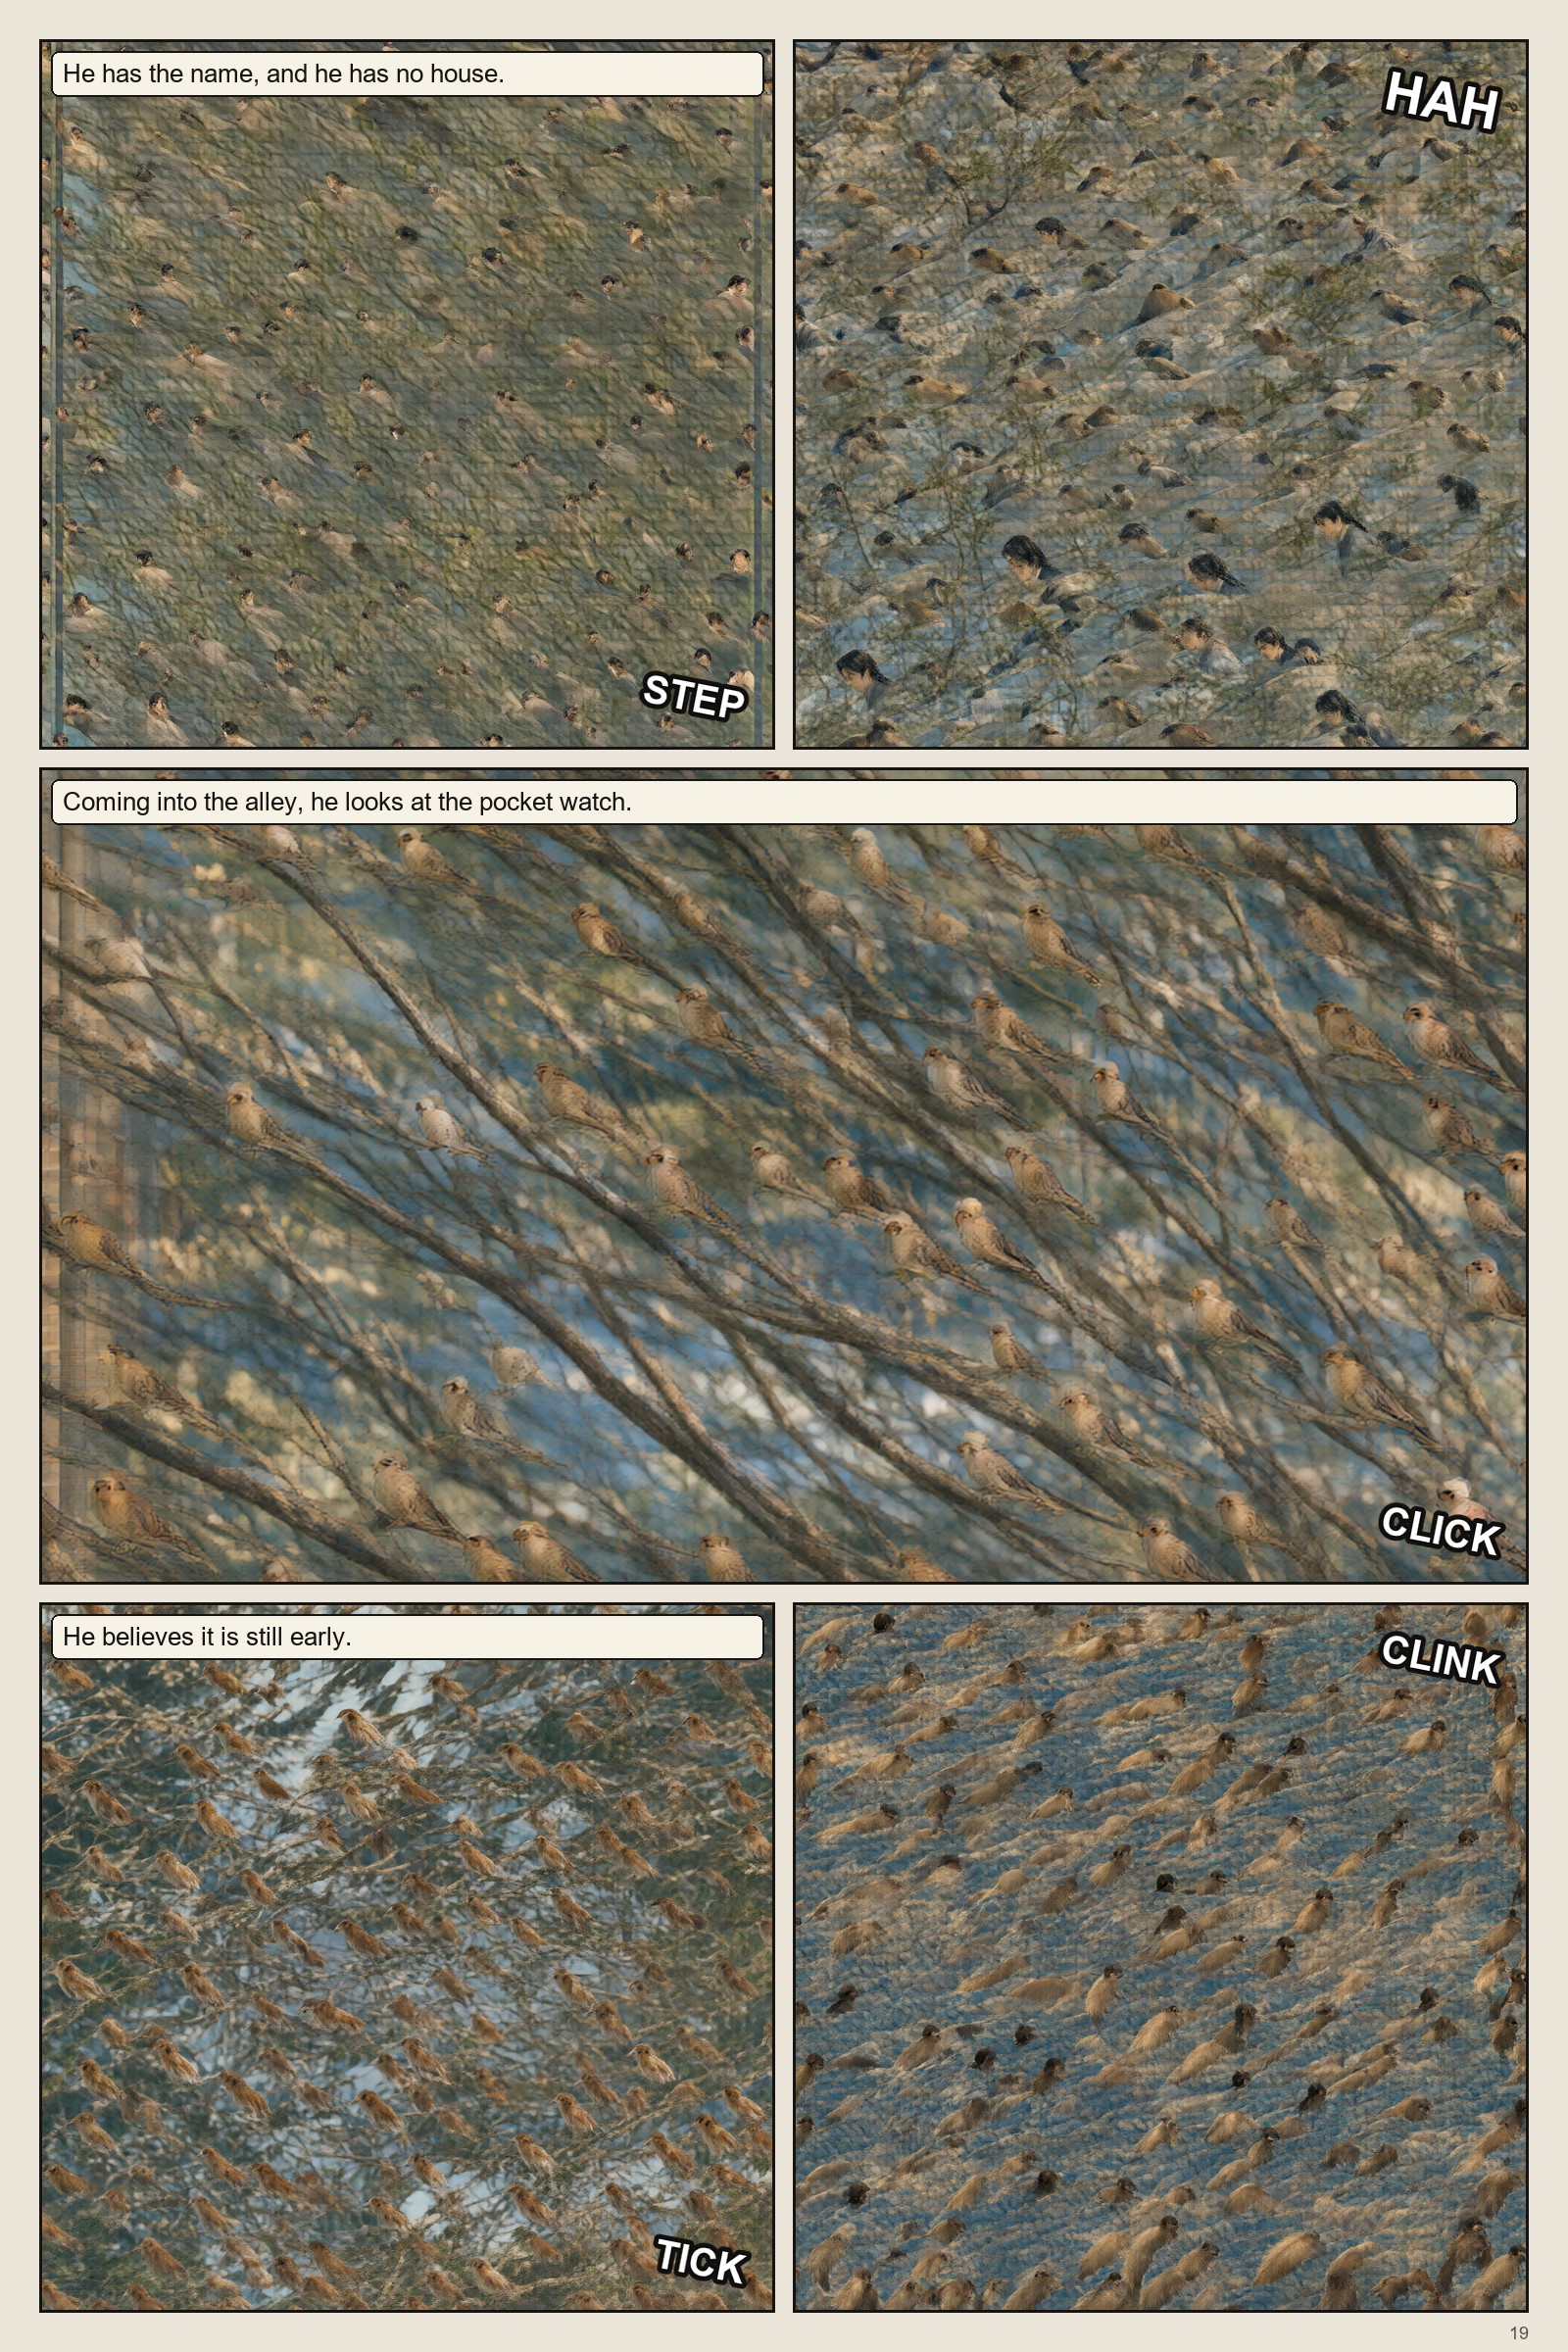 He has the name, and he has no house.
STEP
HAH
Coming into the alley, he looks at the pocket watch.
CLICK
He believes it is still early.
TICK
CLINK
19